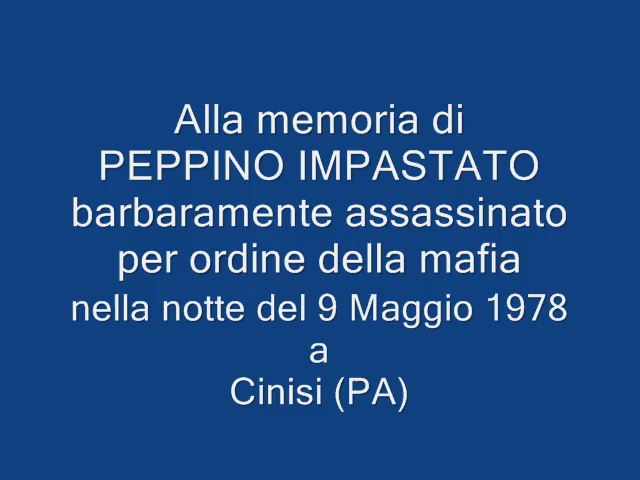 Alla memoria di
PEPPINO IMPASTATO
barbaramente assassinato
per ordine della mafia
nella notte del 9 Maggio 1978
a
Cinisi (PA)